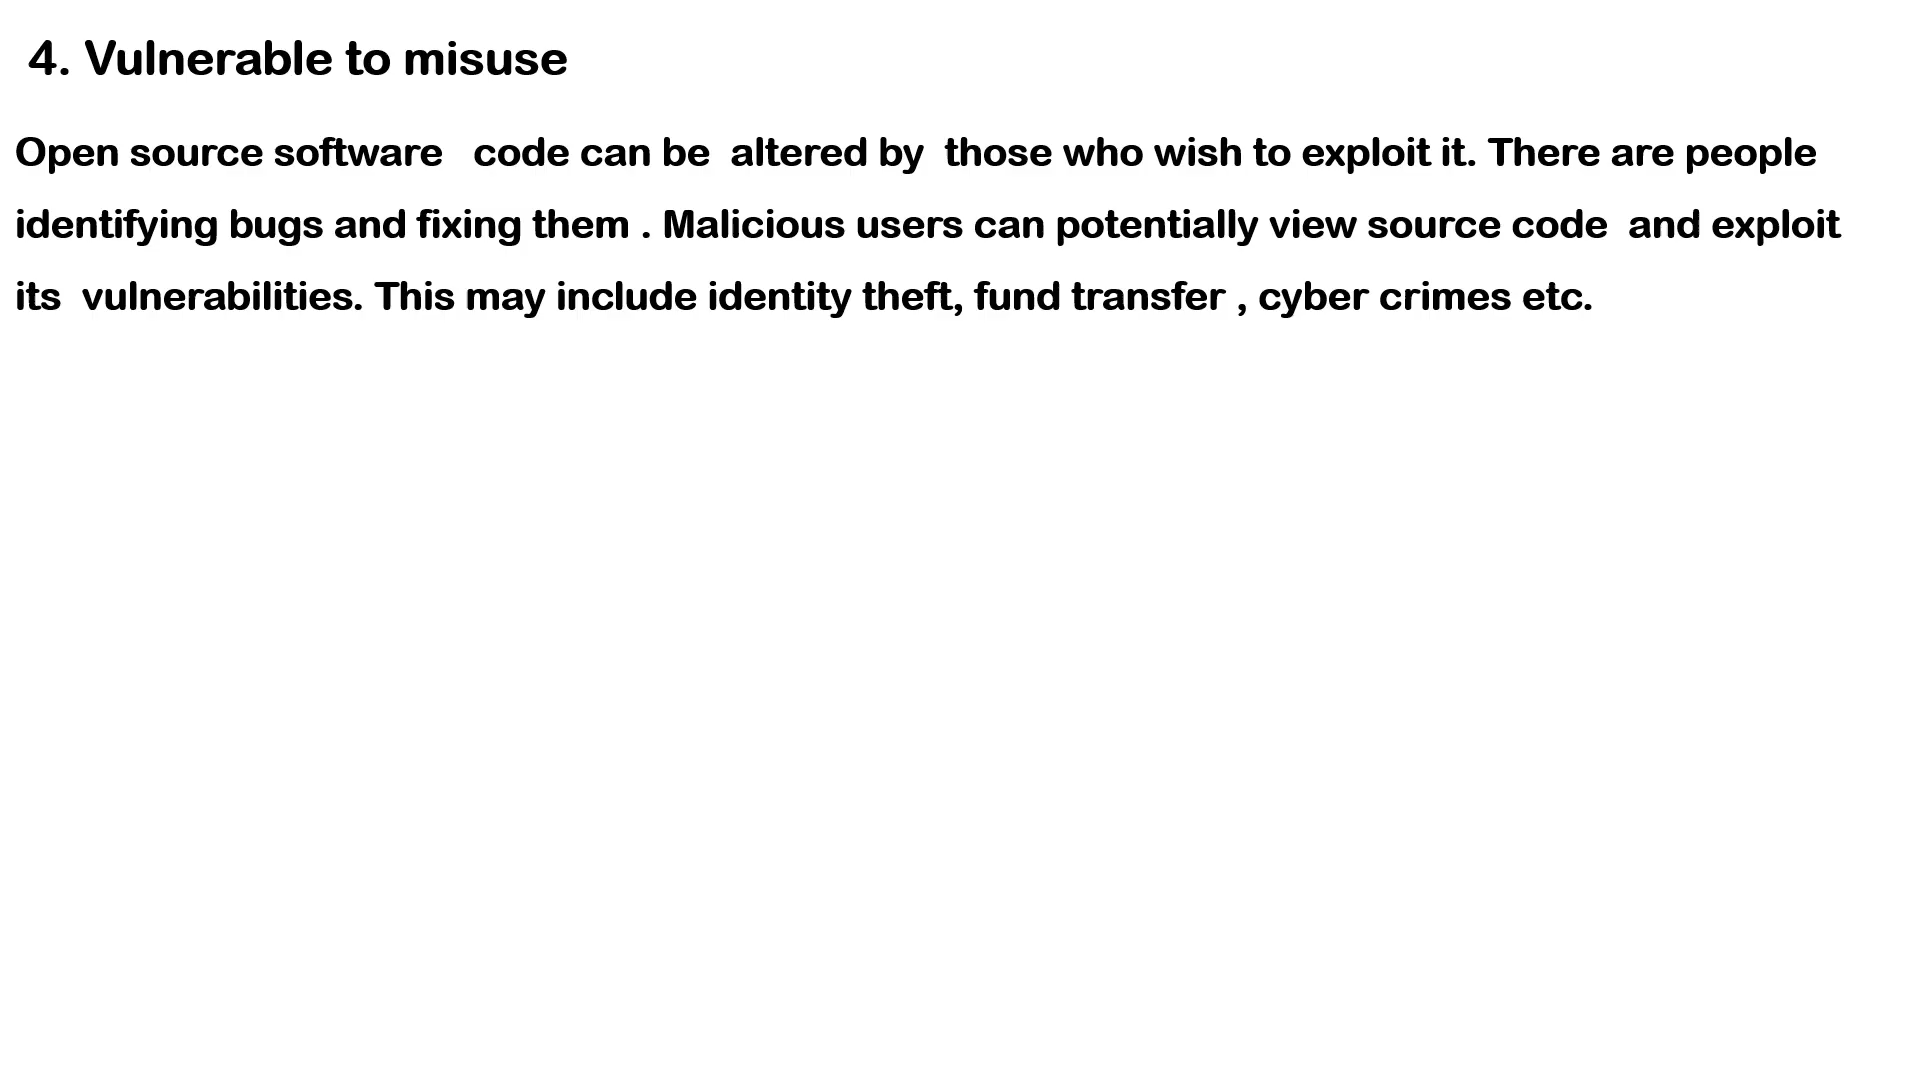 4. Vulnerable to misuse
Open source software code can be altered by those who wish to exploit it. There are people
identifying bugs and fixing them . Malicious users can potentially view source code and exploit
its vulnerabilities. This may include identity theft, fund transfer , cyber crimes etc.